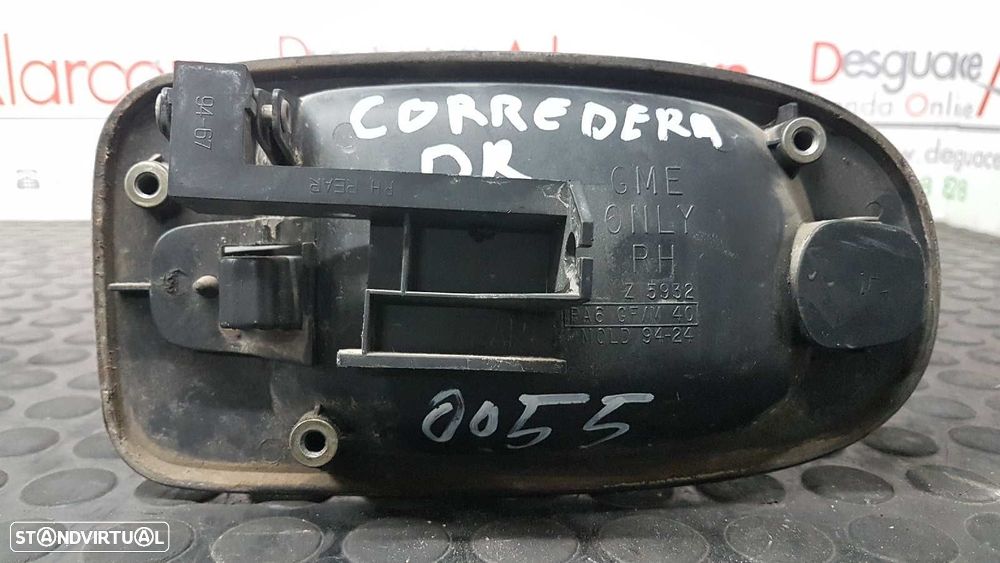 Desguace
Online
94-67
CORREDERA
DR
RH REAR
GME
ONLY
RH
Z 5932
PA6 GF/M 40
MOLD 94-24
0055
STANDVIRTUAL